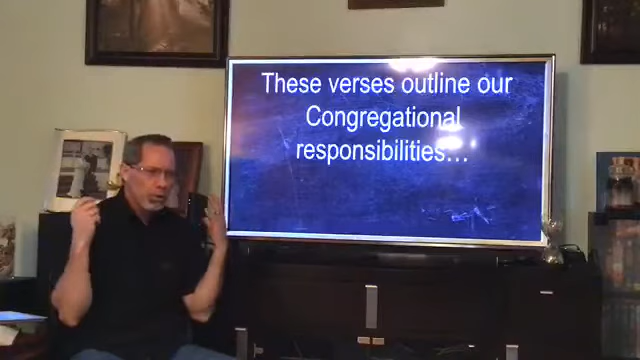 These verses outline our
Congregational
responsibilities…